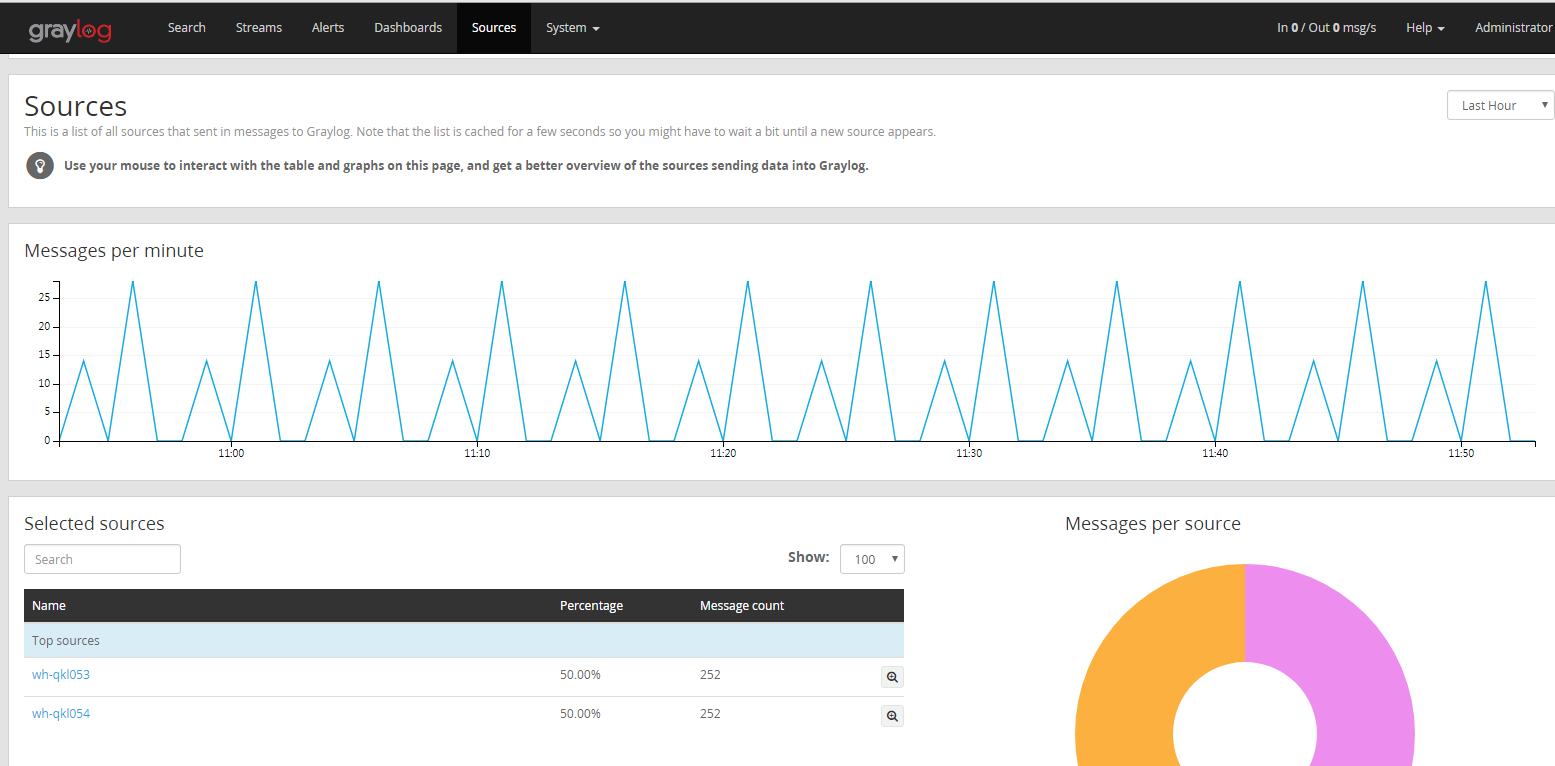 graylog Search Streams Alerts Dashboards Sources System In 0 / Out 0 msg/s Help Administrator
Sources
Last Hour
This is a list of all sources that sent in messages to Graylog. Note that the list is cached for a few seconds so you might have to wait a bit until a new source appears.
Use your mouse to interact with the table and graphs on this page, and get a better overview of the sources sending data into Graylog.
Messages per minute
25
20
15
10
5
0
11:00 11:10 11:20 11:30 11:40 11:50
Selected sources
Search
Show: 100
Name Percentage Message count
Top sources
wh-qkl053 50.00% 252
wh-qkl054 50.00% 252
Messages per source